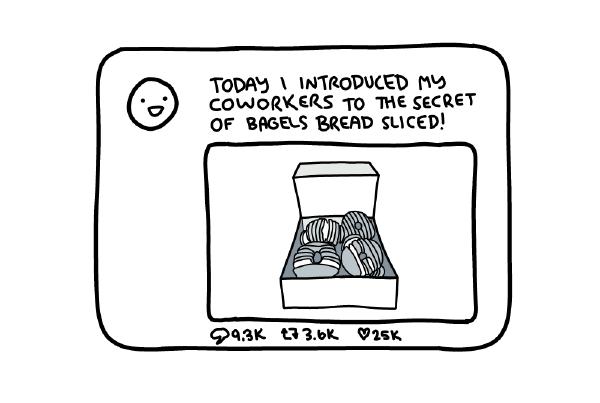 TODAY I INTRODUCED MY
COWORKERS TO THE SECRET
OF BAGELS BREAD SLICED!
9.3K 3.6K 25K